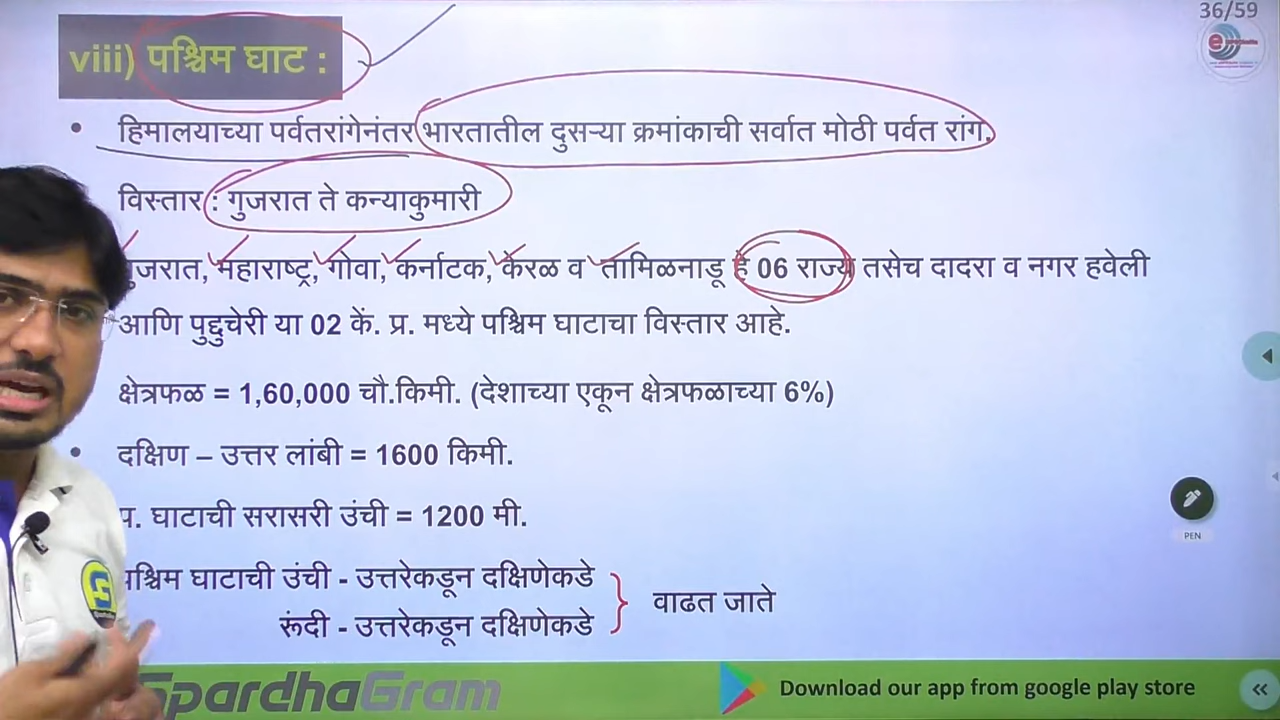 36/59
viii) पश्चिम घाट :
• हिमालयाच्या पर्वतरांगेनंतर भारतातील दुसऱ्या क्रमांकाची सर्वात मोठी पर्वत रांग.
विस्तार : गुजरात ते कन्याकुमारी
गुजरात, महाराष्ट्र, गोवा, कर्नाटक, केरळ व तामिळनाडू हे 06 राज्य तसेच दादरा व नगर हवेली
आणि पुद्दुचेरी या 02 कें. प्र. मध्ये पश्चिम घाटाचा विस्तार आहे.
क्षेत्रफळ = 1,60,000 चौ.किमी. (देशाच्या एकून क्षेत्रफळाच्या 6%)
• दक्षिण – उत्तर लांबी = 1600 किमी.
प. घाटाची सरासरी उंची = 1200 मी.
पश्चिम घाटाची उंची - उत्तरेकडून दक्षिणेकडे
रूंदी - उत्तरेकडून दक्षिणेकडे } वाढत जाते
PEN
SpardhaGram
Download our app from google play store